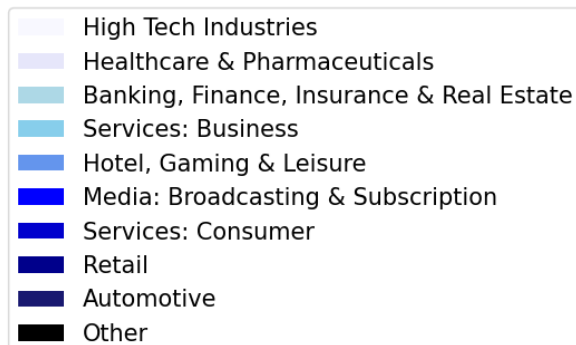 High Tech Industries
Healthcare & Pharmaceuticals
Banking, Finance, Insurance & Real Estate
Services: Business
Hotel, Gaming & Leisure
Media: Broadcasting & Subscription
Services: Consumer
Retail
Automotive
Other